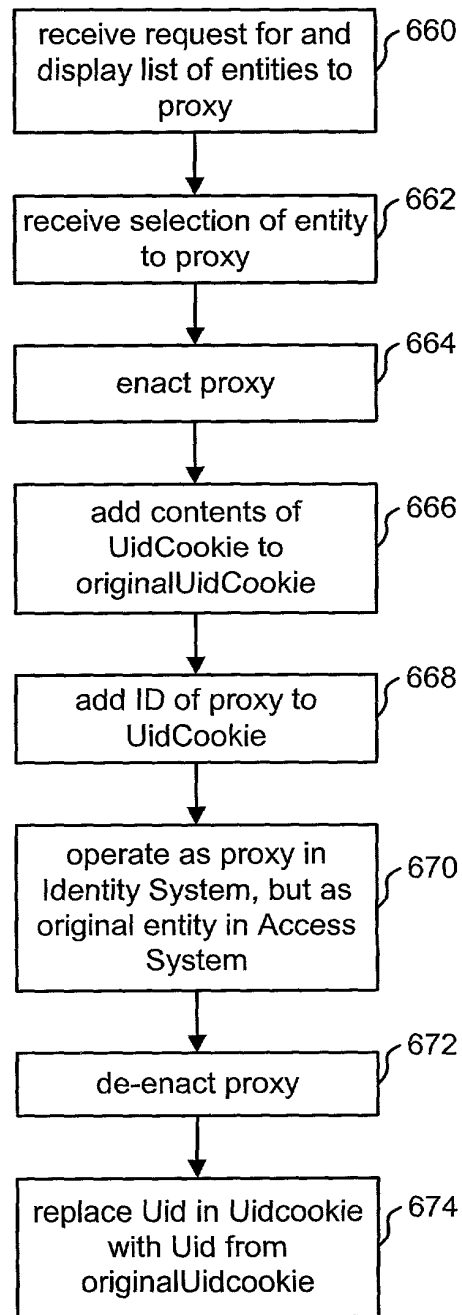 receive request for and
display list of entities to
proxy
660
receive selection of entity
to proxy
662
enact proxy
664
add contents of
UidCookie to
originalUidCookie
666
add ID of proxy to
UidCookie
668
operate as proxy in
Identity System, but as
original entity in Access
System
670
de-enact proxy
672
replace Uid in Uidcookie
with Uid from
originalUidcookie
674